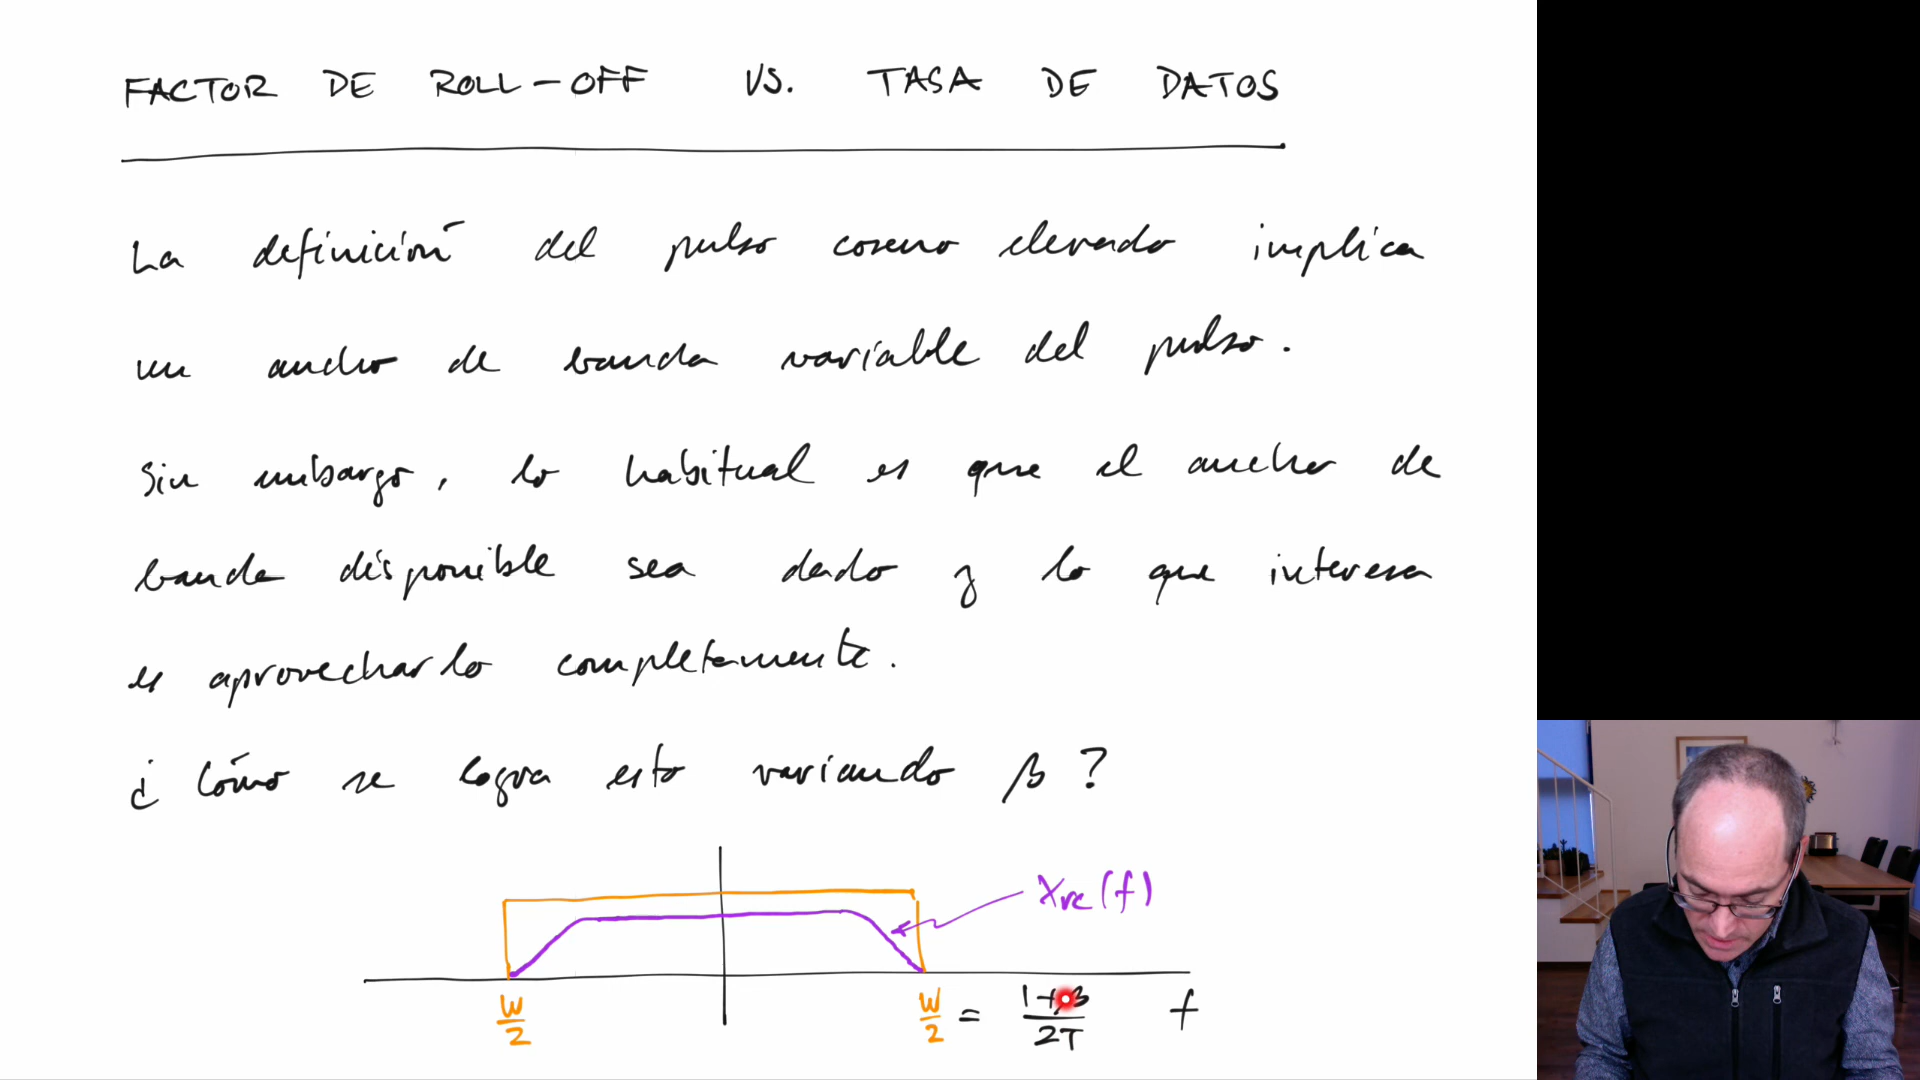 FACTOR DE ROLL-OFF VS. TASA DE DATOS
La definición del pulso coseno elevado implica
un ancho de banda variable del pulso.
Sin embargo, lo habitual es que el ancho de
banda disponible sea dado y lo que interesa
es aprovecharlo completamente.
¿ Cómo se logra esto variando β ?
Xrc(f)
W/2
W/2 = 1+β/2T f